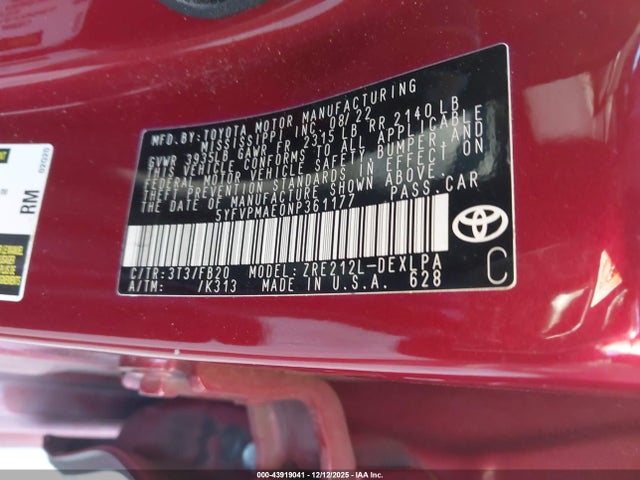 MFD.BY:TOYOTA MOTOR MANUFACTURING
MISSISSIPPI INC. 08/22
GVWR 3935LB GAWR FR 2315 LB RR 2140 LB
THIS VEHICLE CONFORMS TO ALL APPLICABLE
FEDERAL MOTOR VEHICLE SAFETY, BUMPER, AND
THEFT PREVENTION STANDARDS IN EFFECT ON
THE DATE OF MANUFACTURE SHOWN ABOVE.
5YFVPMAE0NP361177 PASS.CAR
C/TR:3T3/FB20 MODEL:ZRE212L-DEXLPA
A/TM: /K313 MADE IN U.S.A. 628
C
RM
000-43919041 - 12/12/2025 - IAA Inc.